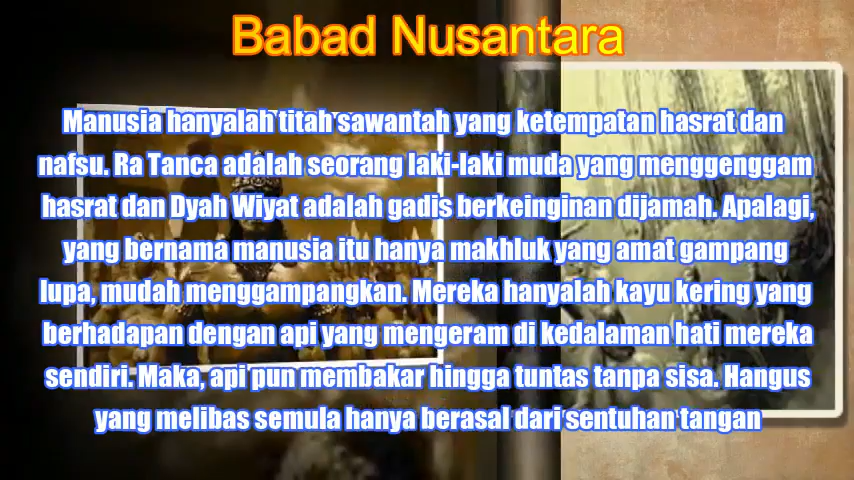 Babad Nusantara
Manusia hanyalah titah sawantah yang ketempatan hasrat dan
nafsu. Ra Tanca adalah seorang laki-laki muda yang menggenggam
hasrat dan Dyah Wiyat adalah gadis berkeinginan dijamah. Apalagi,
yang bernama manusia itu hanya makhluk yang amat gampang
lupa, mudah menggampangkan. Mereka hanyalah kayu kering yang
berhadapan dengan api yang mengeram di kedalaman hati mereka
sendiri. Maka, api pun membakar hingga tuntas tanpa sisa. Hangus
yang melibas semula hanya berasal dari sentuhan tangan